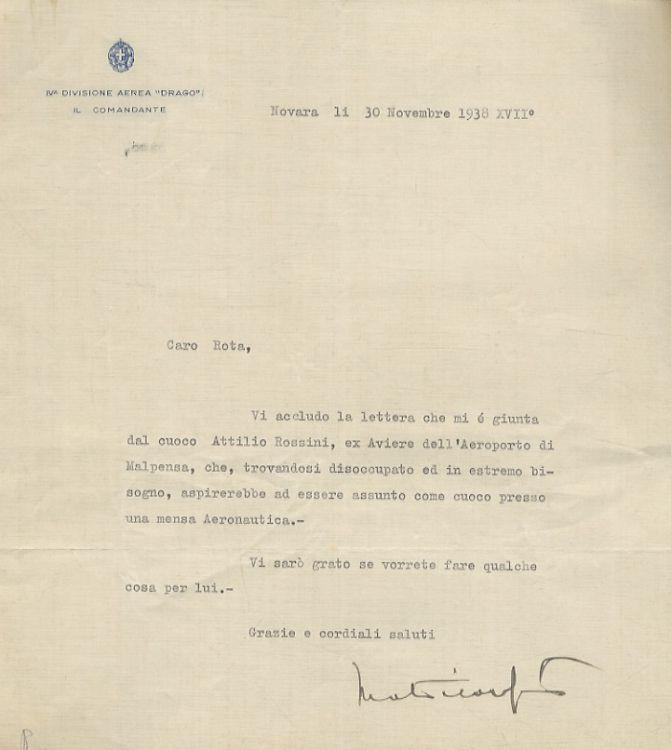 IVA DIVISIONE AEREA "DRAGO"
IL COMANDANTE
Novara li 30 Novembre 1938 XVII°
Caro Rota,
Vi accludo la lettera che mi é giunta
dal cuoco Attilio Rossini, ex Aviere dell'Aeroporto di
Malpensa, che, trovandosi disoccupato ed in estremo bi-
sogno, aspirerebbe ad essere assunto come cuoco presso
una mensa Aeronautica.-
Vi sarò grato se vorrete fare qualche
cosa per lui.-
Grazie e cordiali saluti